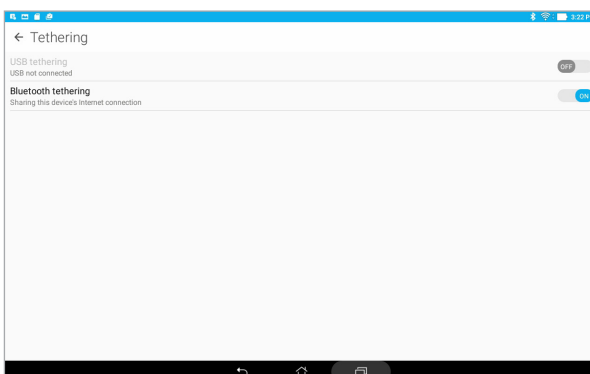 3:22 P
Tethering
USB tethering
USB not connected
OFF
Bluetooth tethering
Sharing this device's Internet connection
ON